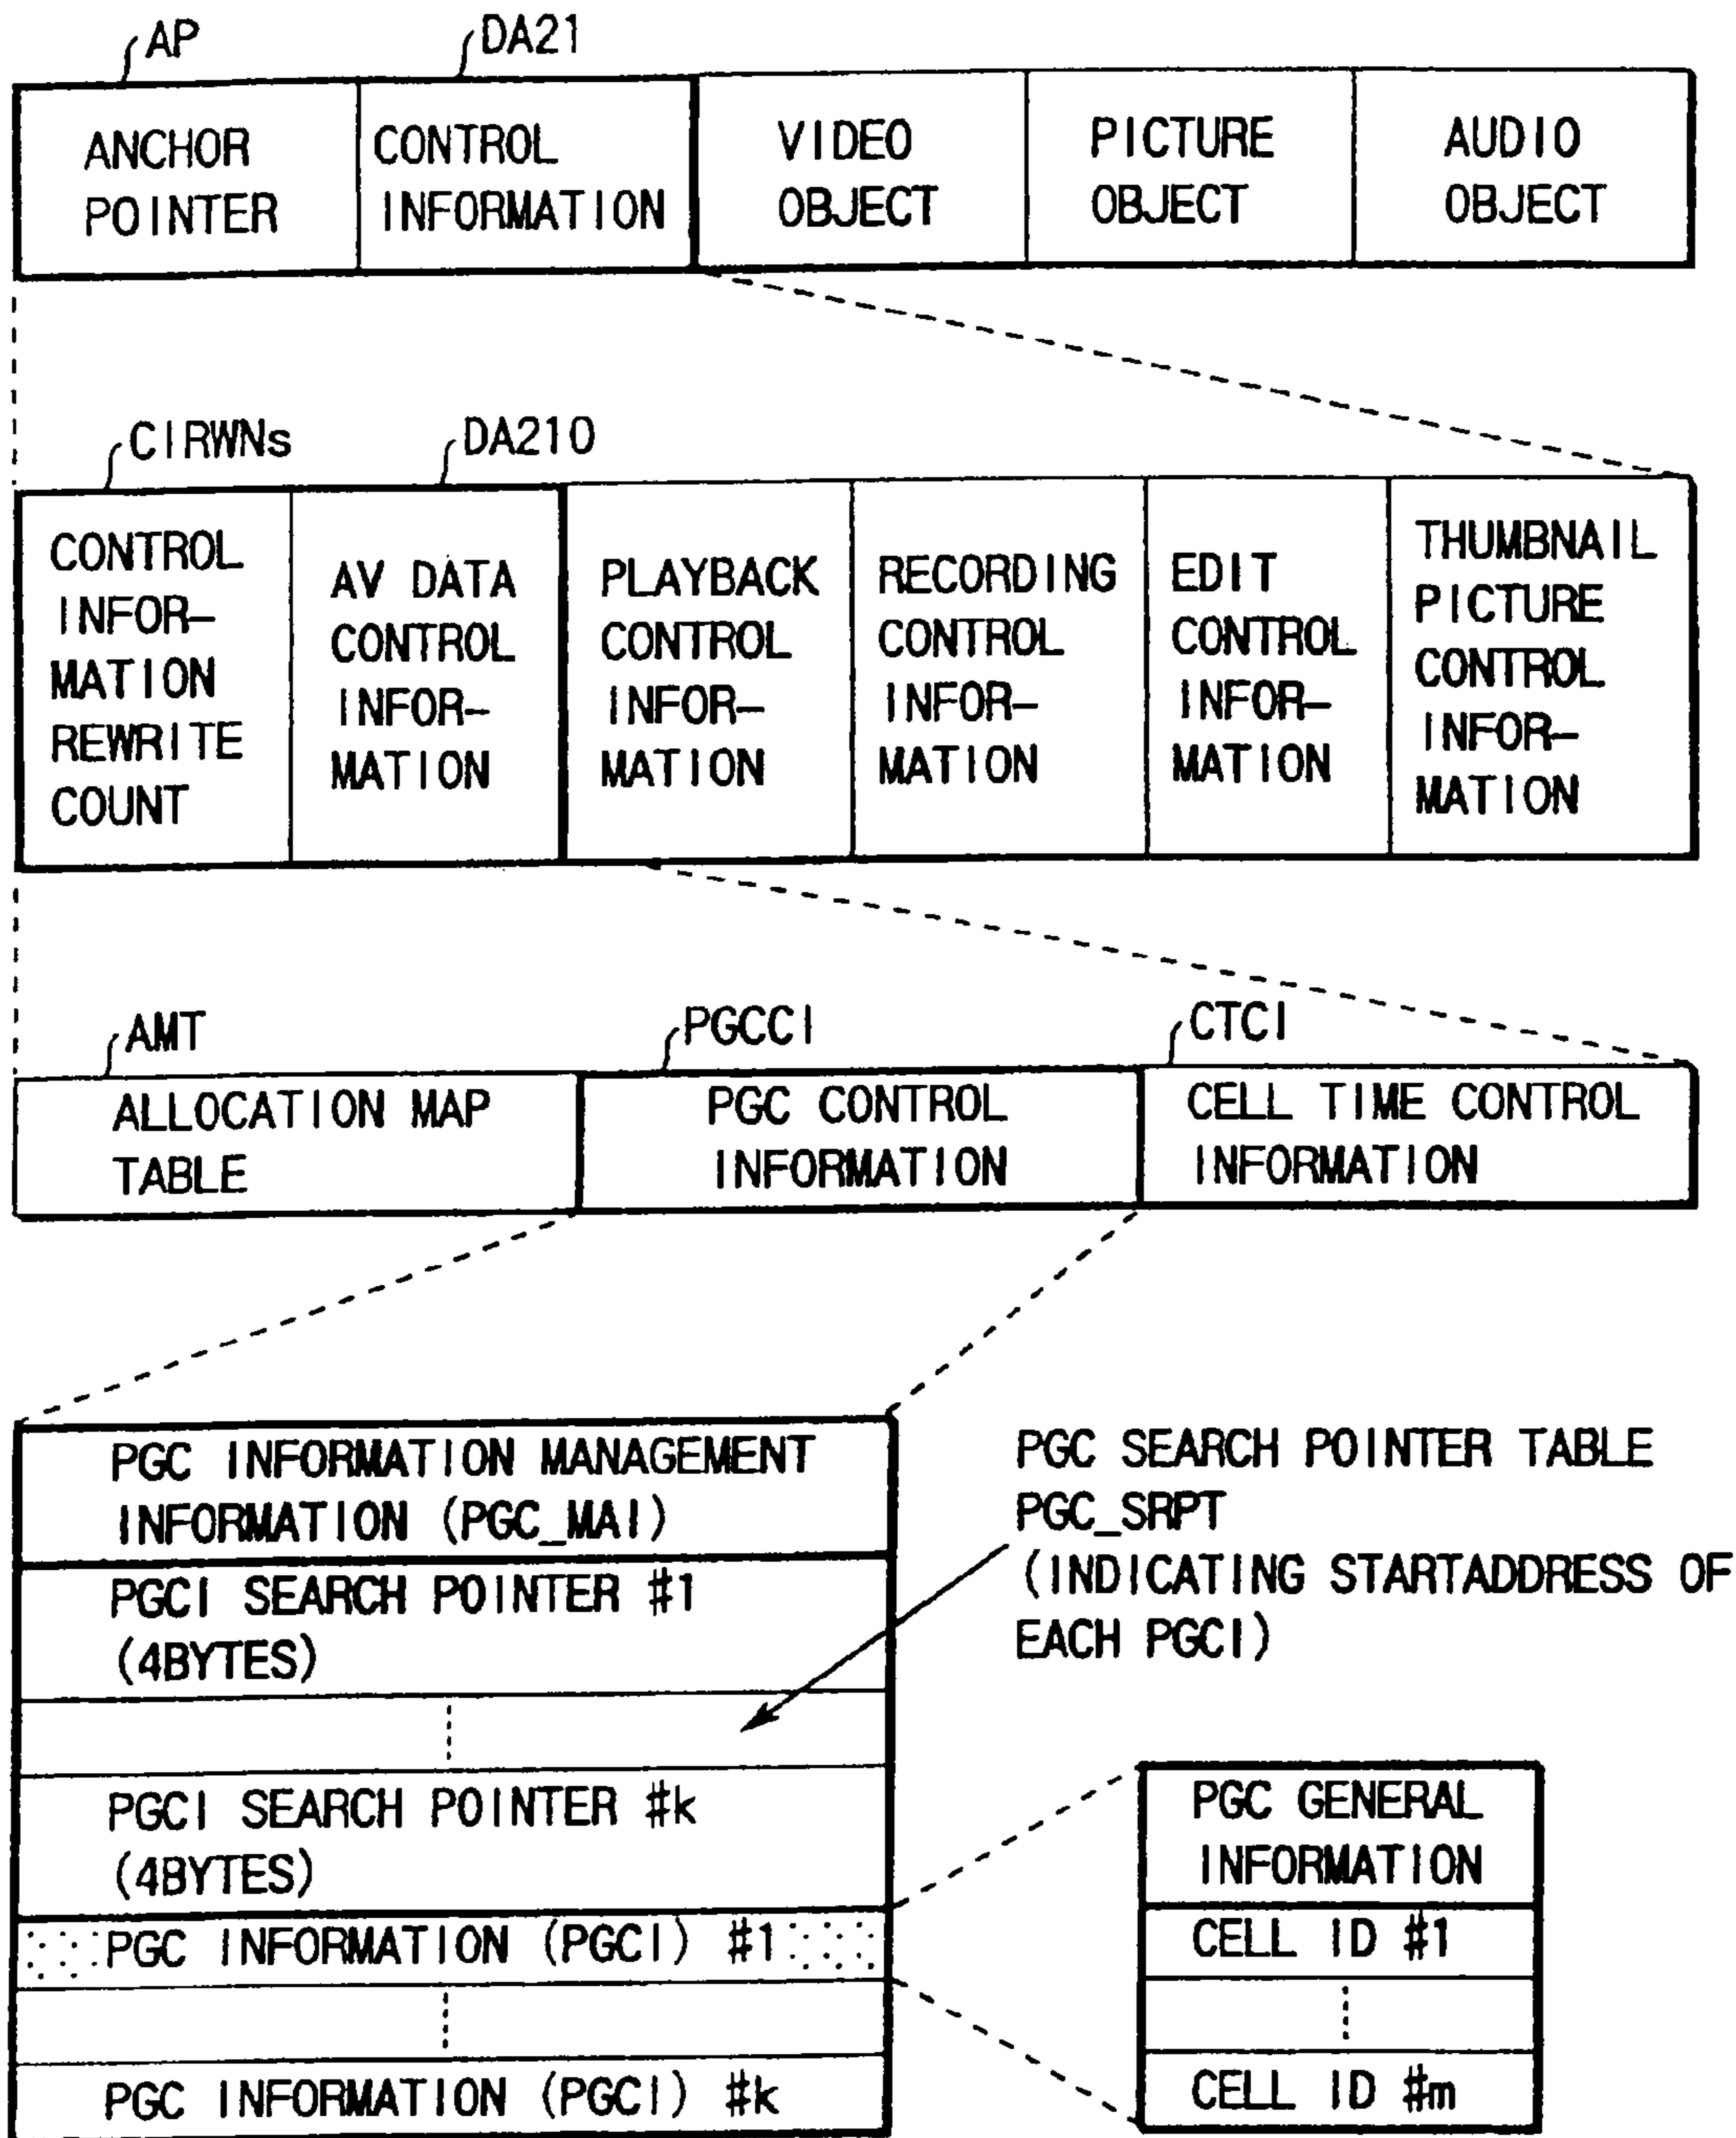 AP
DA21
ANCHOR
POINTER
CONTROL
INFORMATION
VIDEO
OBJECT
PICTURE
OBJECT
AUDIO
OBJECT
CIRWNs
DA210
CONTROL
INFOR-
MATION
REWRITE
COUNT
AV DATA
CONTROL
INFOR-
MATION
PLAYBACK
CONTROL
INFOR-
MATION
RECORDING
CONTROL
INFOR-
MATION
EDIT
CONTROL
INFOR-
MATION
THUMBNAIL
PICTURE
CONTROL
INFOR-
MATION
AMT
PGCCI
CTCI
ALLOCATION MAP
TABLE
PGC CONTROL
INFORMATION
CELL TIME CONTROL
INFORMATION
PGC INFORMATION MANAGEMENT
INFORMATION (PGC_MAI)
PGCI SEARCH POINTER #1
(4BYTES)
PGCI SEARCH POINTER #k
(4BYTES)
PGC INFORMATION (PGCI) #1
PGC INFORMATION (PGCI) #k
PGC SEARCH POINTER TABLE
PGC_SRPT
(INDICATING STARTADDRESS OF
EACH PGCI)
PGC GENERAL
INFORMATION
CELL ID #1
CELL ID #m